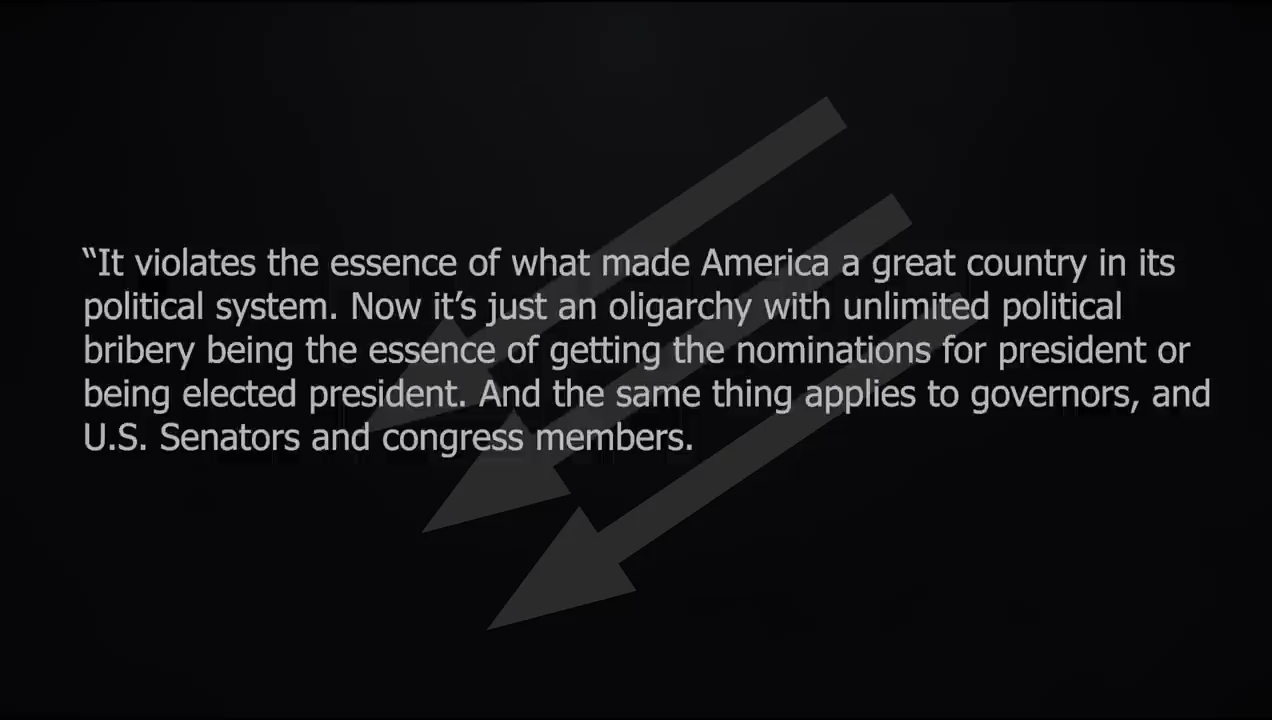 “It violates the essence of what made America a great country in its
political system. Now it’s just an oligarchy with unlimited political
bribery being the essence of getting the nominations for president or
being elected president. And the same thing applies to governors, and
U.S. Senators and congress members.